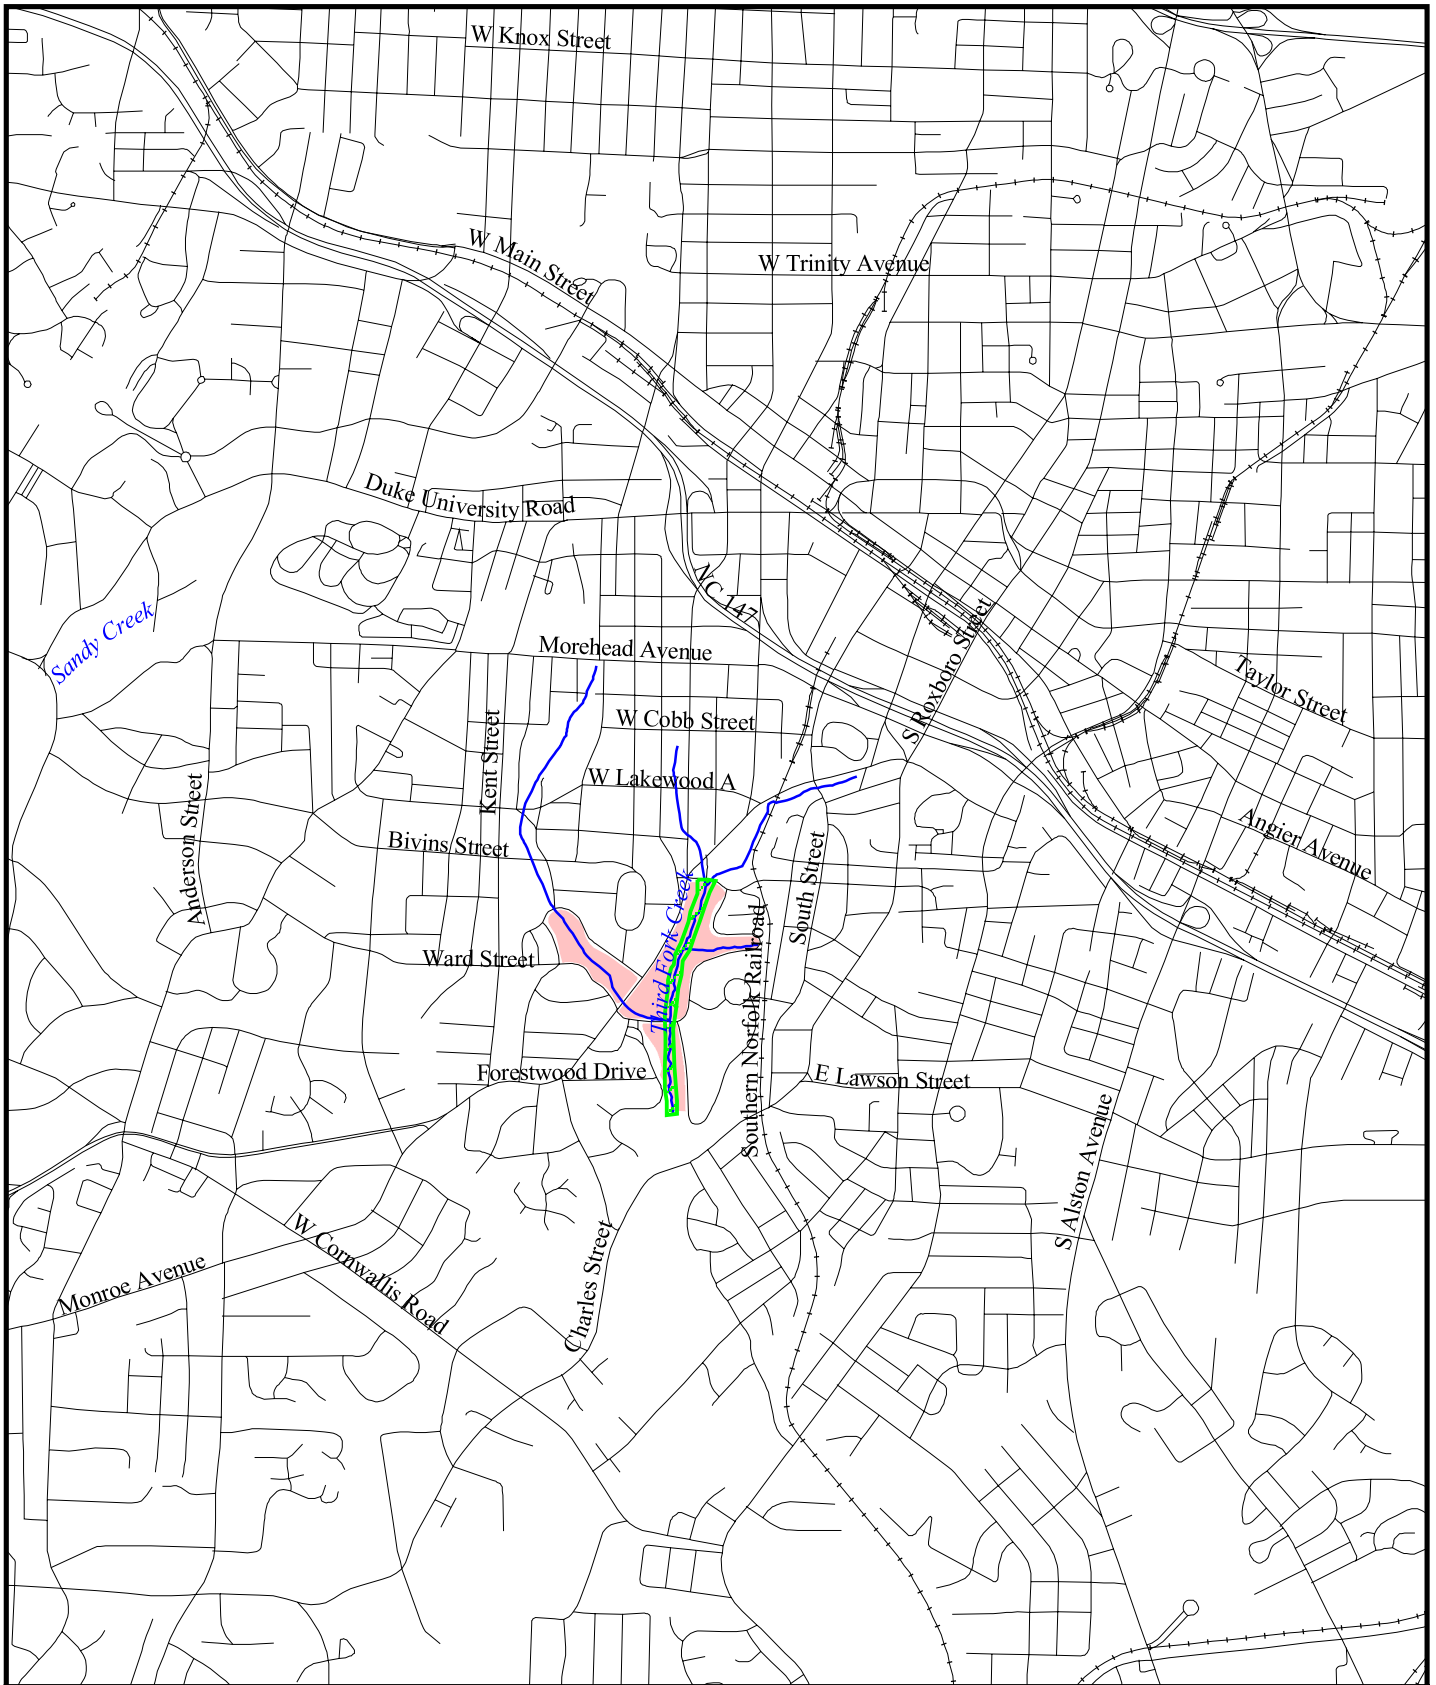 W Knox Street
W Main Street
W Trinity Avenue
Duke University Road
NC 147
Sandy Creek
Morehead Avenue
S Roxboro Street
Taylor Street
W Cobb Street
Kent Street
W Lakewood A
Anderson Street
Bivins Street
South Street
Angier Avenue
Third Fork Creek
Ward Street
Southern Norfolk Railroad
Forestwood Drive
E Lawson Street
S Alston Avenue
W Cornwallis Road
Monroe Avenue
Charles Street